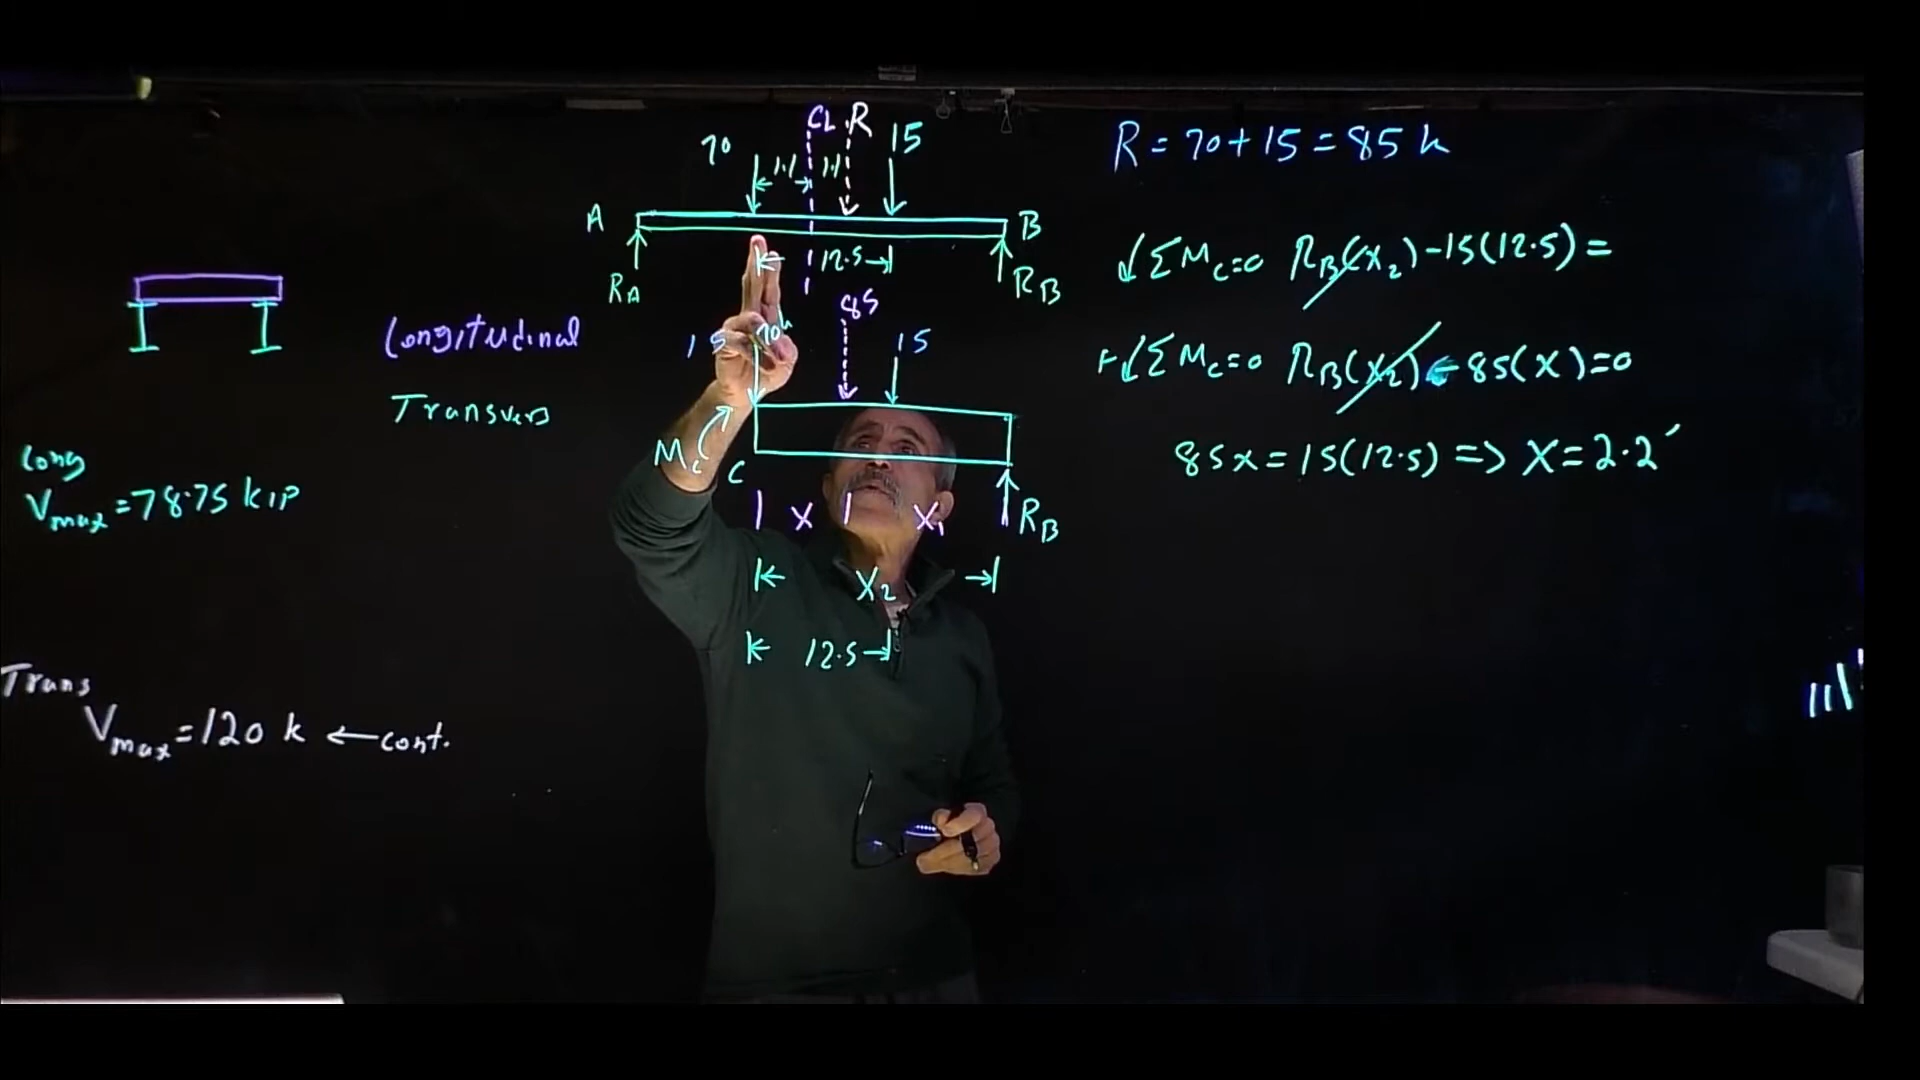 CL R
70 15
1.1 1.1
A B
12.5
RA RB
85
70k 15
Mc
C
X X1
RB
X2
12.5
Longitudinal
Transvers
Long
Vmax=78.75 kip
Trans
Vmax=120 k ←cont.
R=70+15=85 k
ΣMc=0 RB(X2)-15(12.5)=
+ΣMc=0 RB(X2)-85(X)=0
85x=15(12.5) => X=2.2'